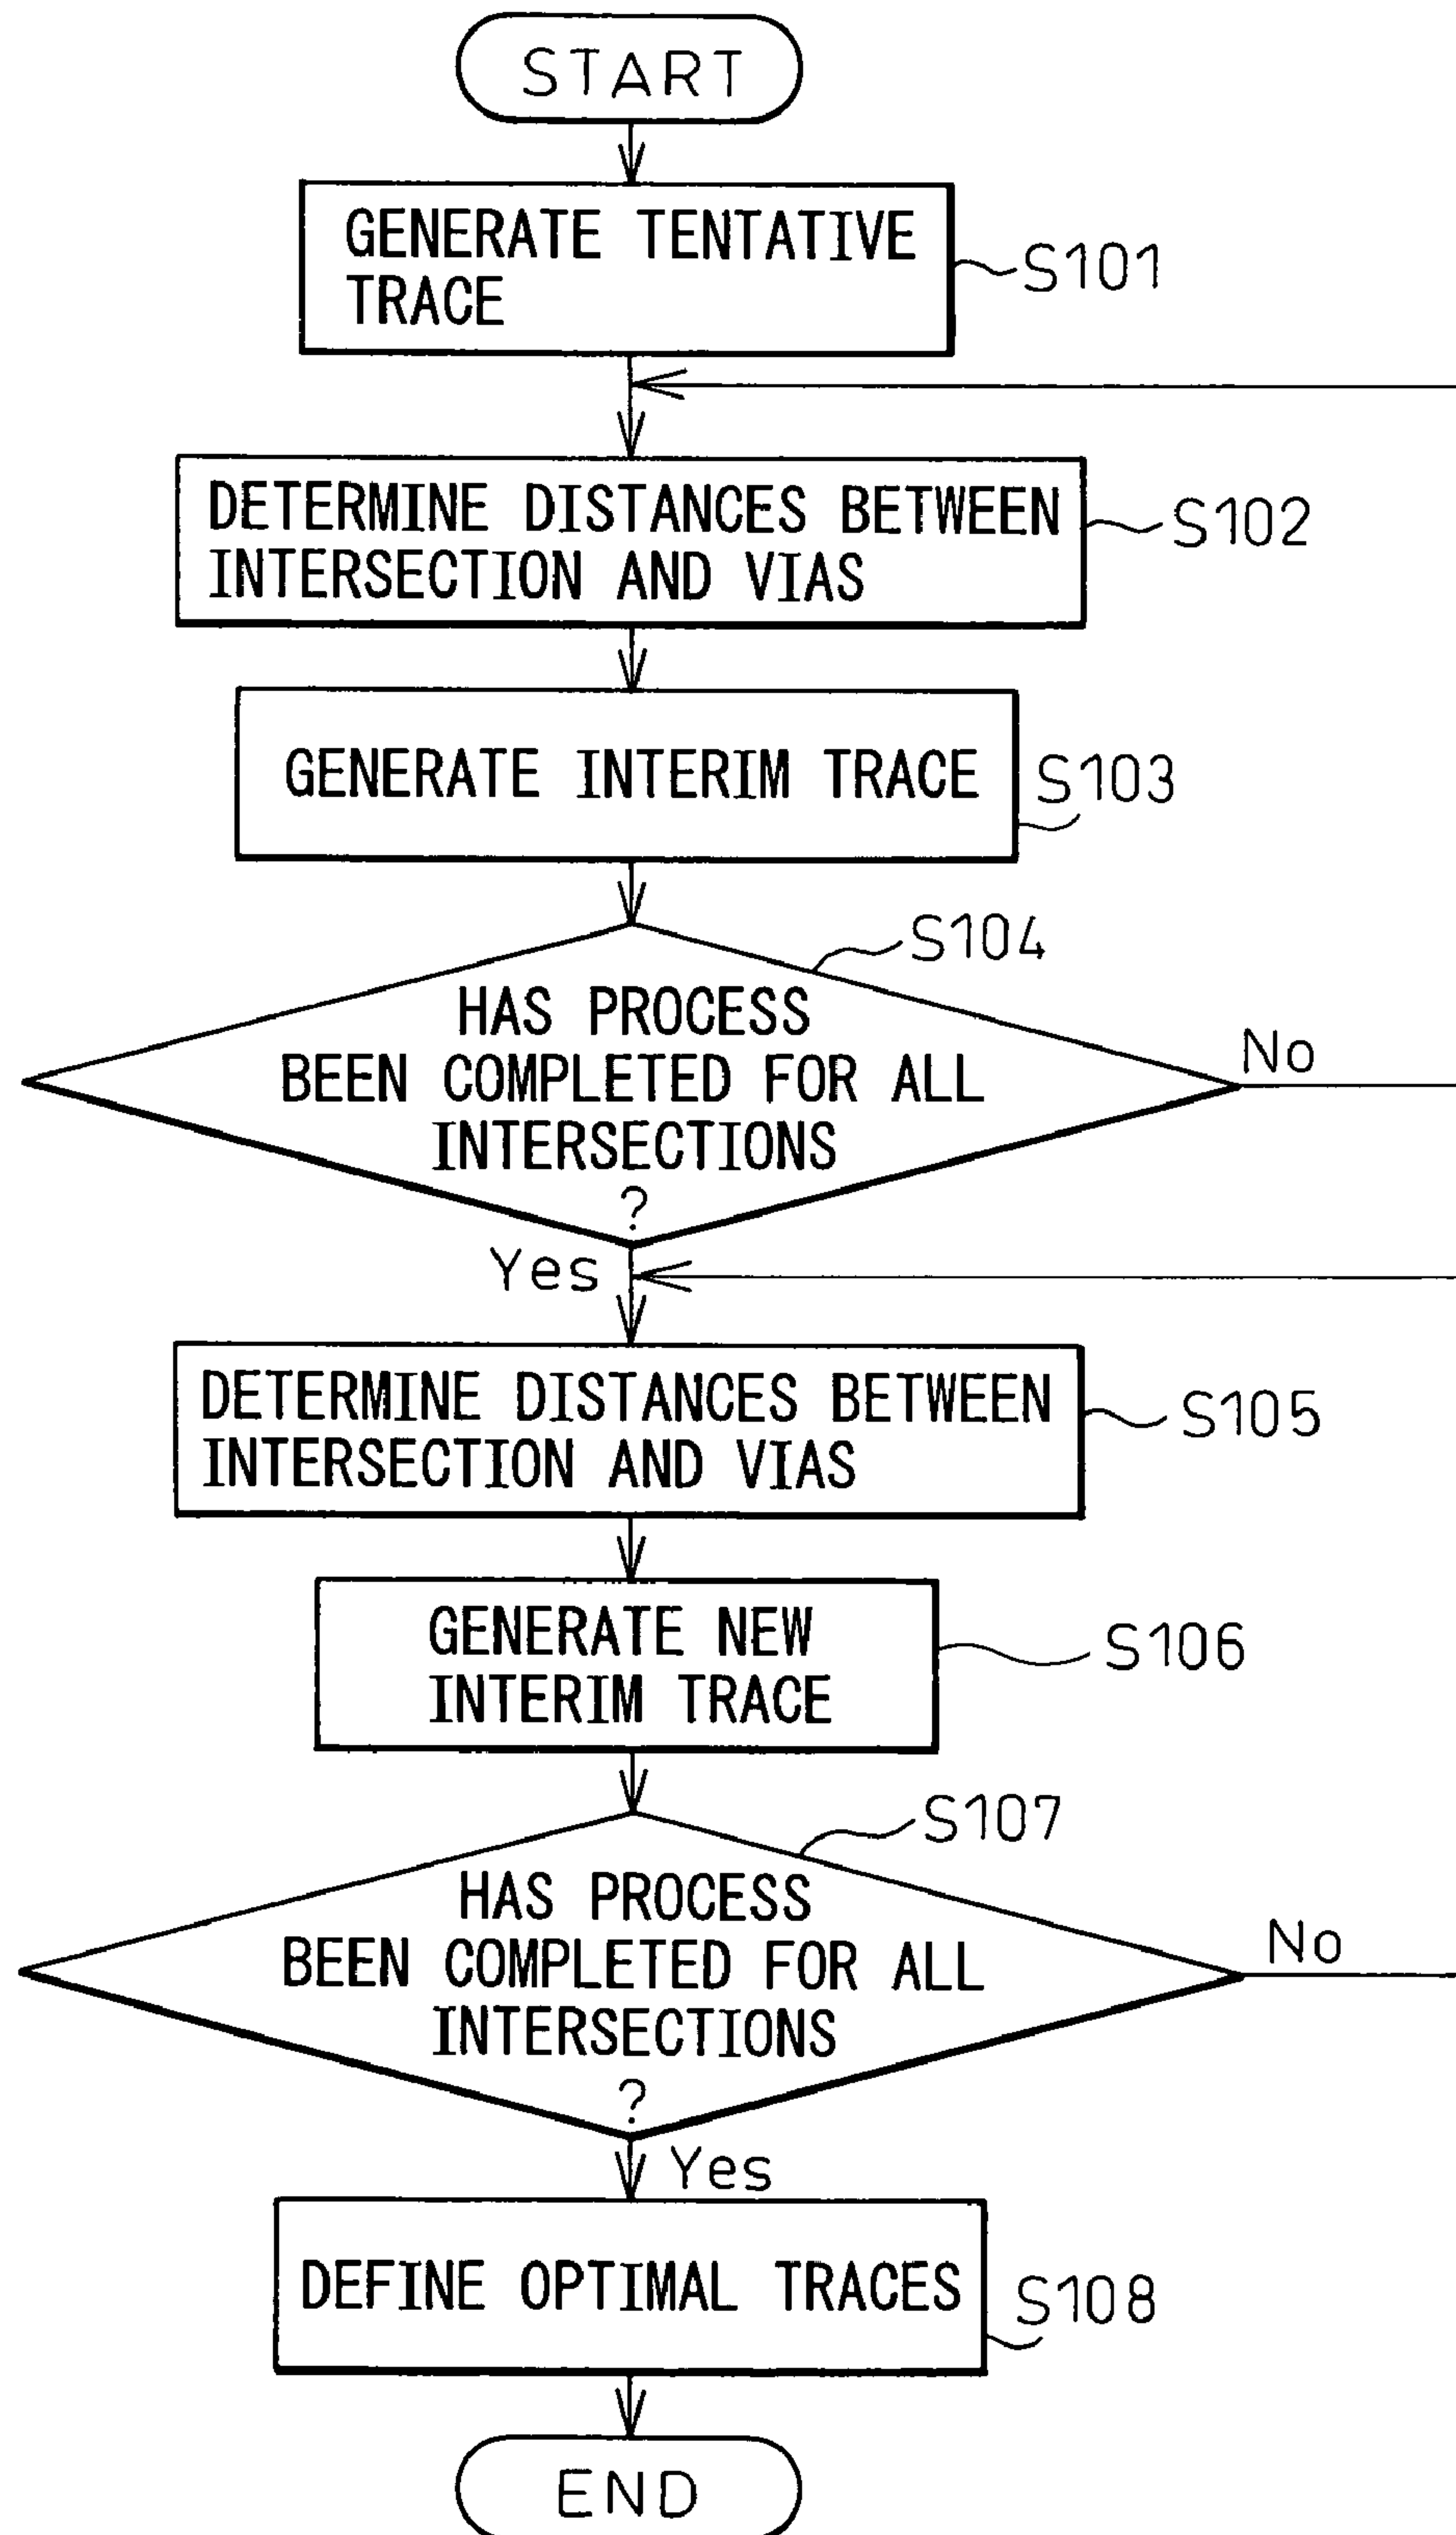 START
GENERATE TENTATIVE
TRACE
S101
DETERMINE DISTANCES BETWEEN
INTERSECTION AND VIAS
S102
GENERATE INTERIM TRACE
S103
S104
HAS PROCESS
BEEN COMPLETED FOR ALL
INTERSECTIONS
?
No
Yes
DETERMINE DISTANCES BETWEEN
INTERSECTION AND VIAS
S105
GENERATE NEW
INTERIM TRACE
S106
S107
HAS PROCESS
BEEN COMPLETED FOR ALL
INTERSECTIONS
?
No
Yes
DEFINE OPTIMAL TRACES
S108
END